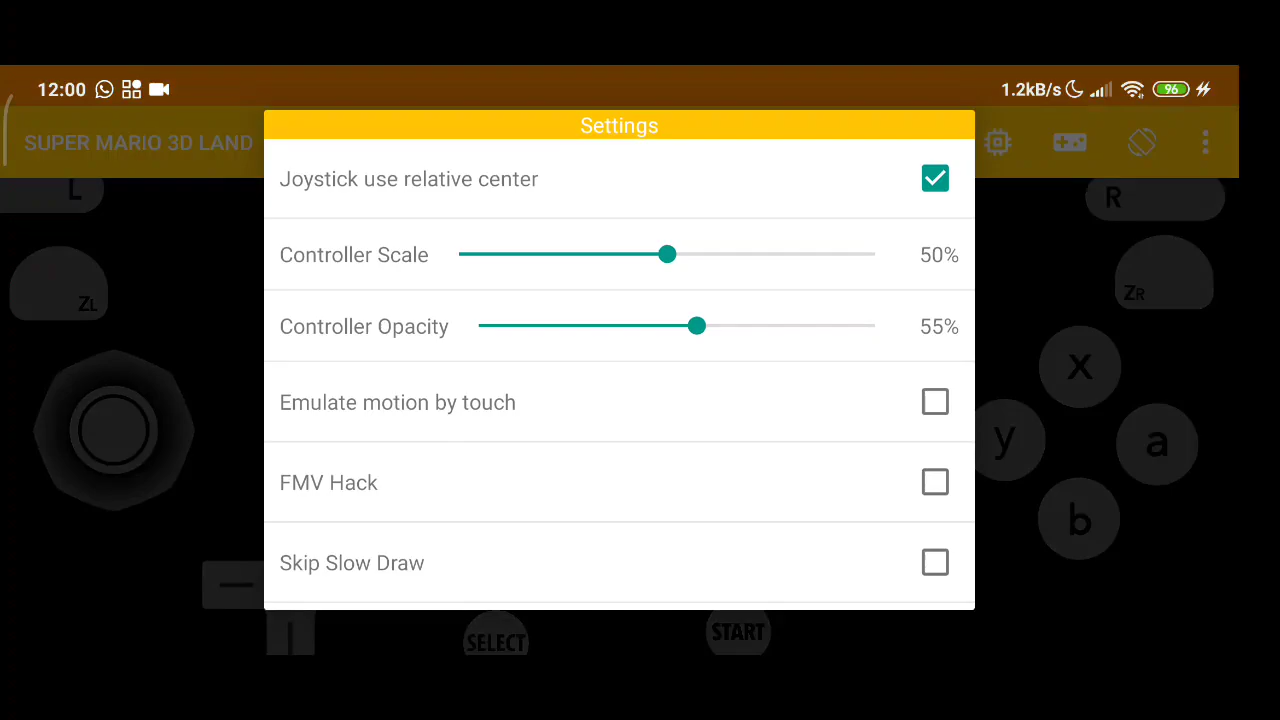 12:00
1.2kB/s
96
SUPER MARIO 3D LAND
Settings
L
R
Joystick use relative center
Controller Scale 50%
ZL
ZR
Controller Opacity 55%
x
Emulate motion by touch
y
a
FMV Hack
b
Skip Slow Draw
SELECT
START